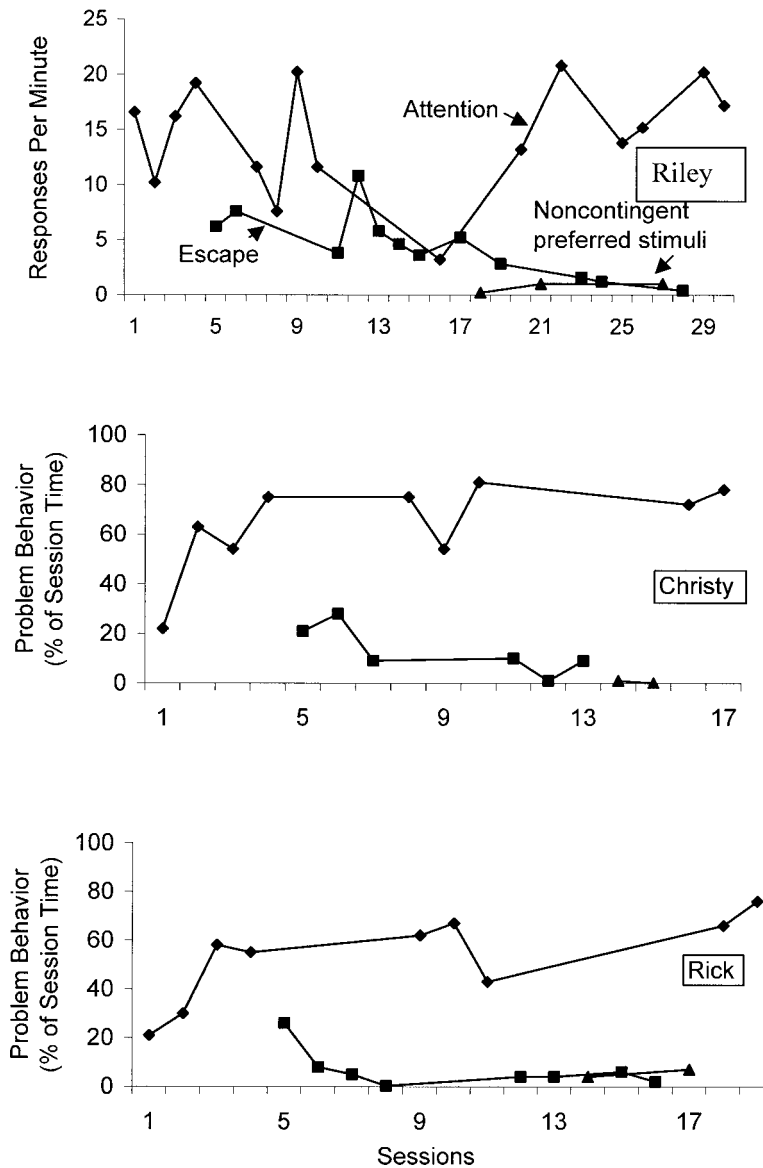 Responses Per Minute
25
20
15
10
5
0
Attention
Riley
Escape
Noncontingent
preferred stimuli
1 5 9 13 17 21 25 29
Problem Behavior
(% of Session Time)
100
80
60
40
20
0
Christy
1 5 9 13 17
Problem Behavior
(% of Session Time)
100
80
60
40
20
0
Rick
1 5 9 13 17
Sessions